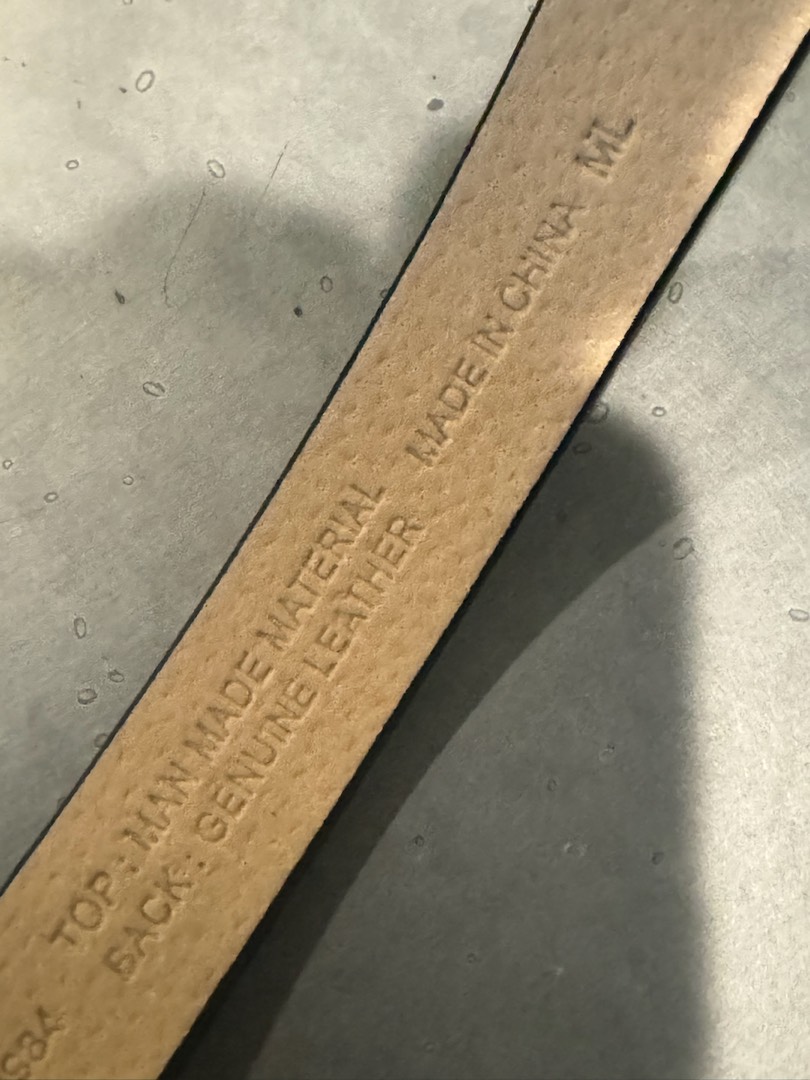 TOP: MAN MADE MATERIAL
BACK: GENUINE LEATHER
MADE IN CHINA ML